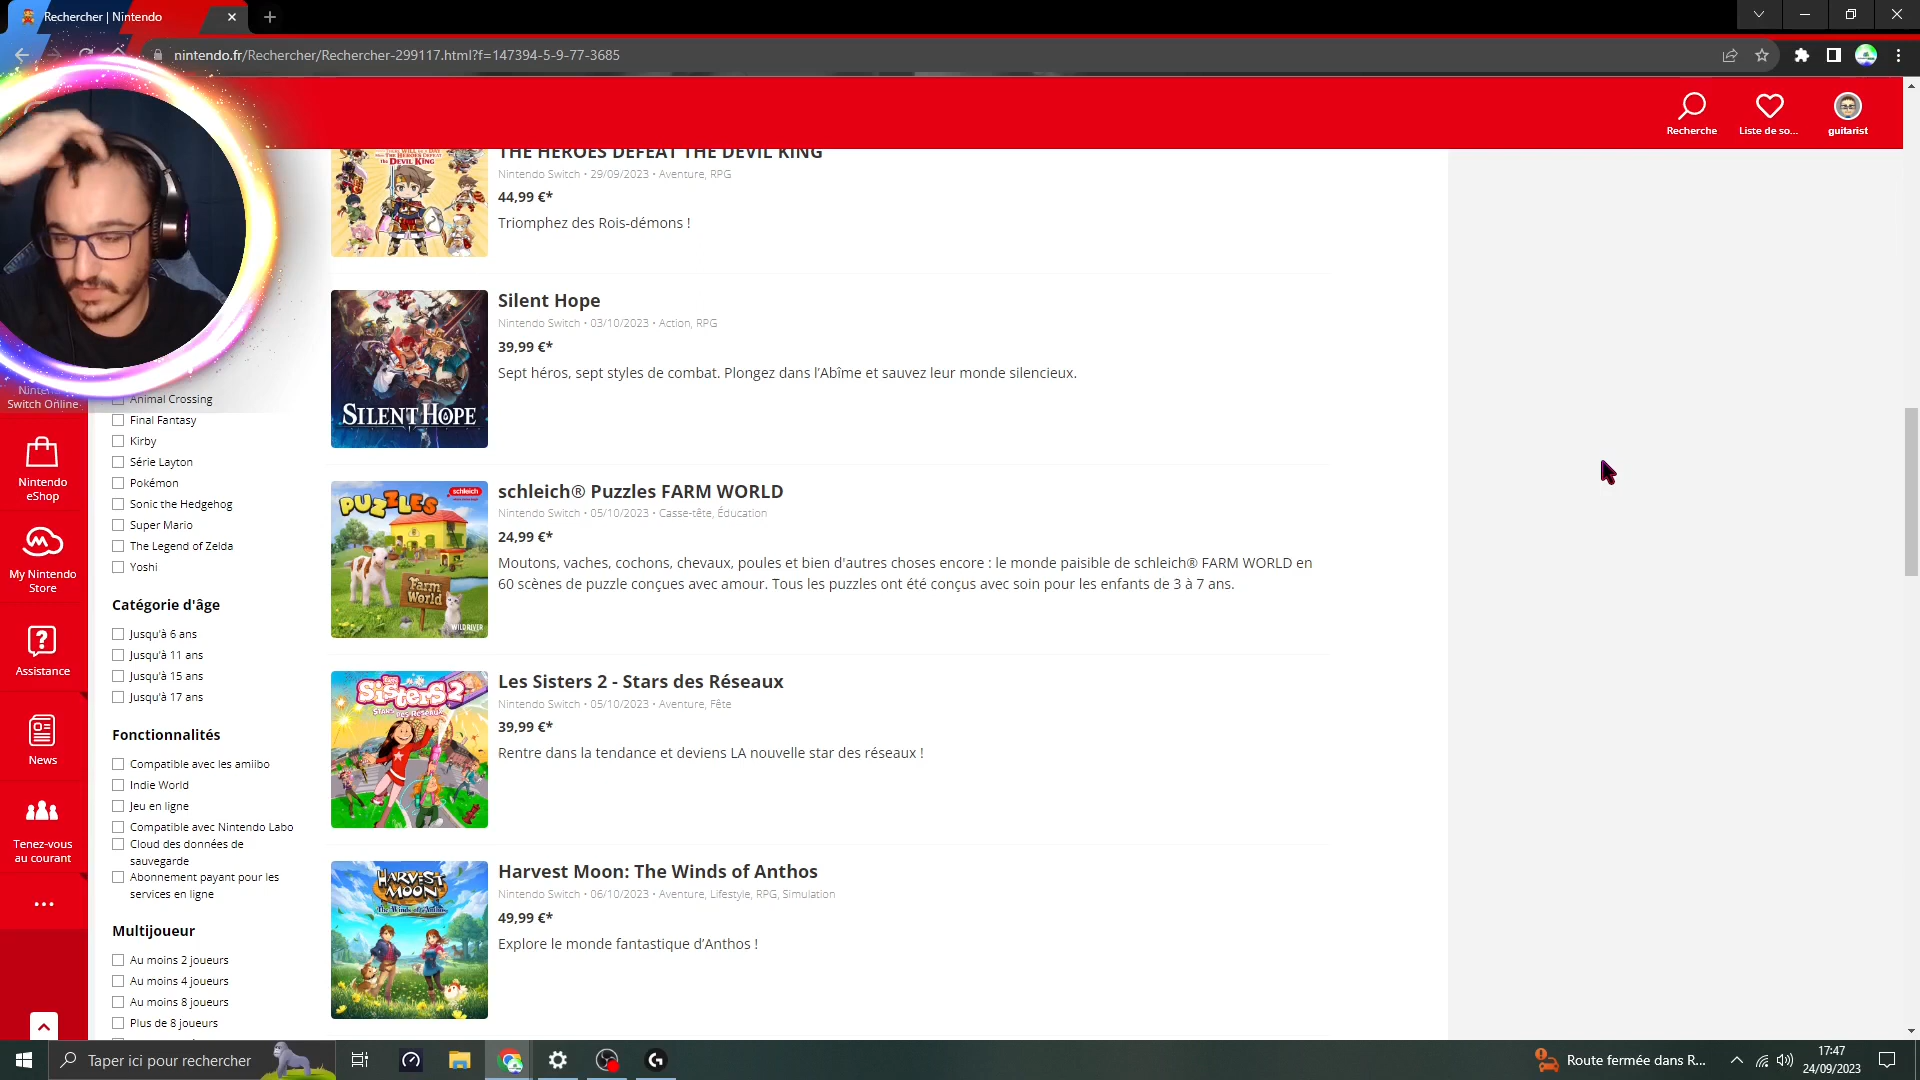 Rechercher | Nintendo
nintendo.fr/Rechercher/Rechercher-299117.html?f=147394-5-9-77-3685
Recherche
Liste de so...
guitarist
THE HEROES DEFEAT THE DEVIL KING
Nintendo Switch • 29/09/2023 • Aventure, RPG
44,99 €*
Triomphez des Rois-démons !
Silent Hope
Nintendo Switch • 03/10/2023 • Action, RPG
39,99 €*
Sept héros, sept styles de combat. Plongez dans l’Abîme et sauvez leur monde silencieux.
SILENT HOPE
schleich® Puzzles FARM WORLD
Nintendo Switch • 05/10/2023 • Casse-tête, Éducation
24,99 €*
Moutons, vaches, cochons, chevaux, poules et bien d'autres choses encore : le monde paisible de schleich® FARM WORLD en
60 scènes de puzzle conçues avec amour. Tous les puzzles ont été conçus avec soin pour les enfants de 3 à 7 ans.
schleich
PUZZLES
Farm
World
WILD RIVER
Les Sisters 2 - Stars des Réseaux
Nintendo Switch • 05/10/2023 • Aventure, Fête
39,99 €*
Rentre dans la tendance et deviens LA nouvelle star des réseaux !
SiSTerS 2
STARS DES RÉSEAUX
Harvest Moon: The Winds of Anthos
Nintendo Switch • 06/10/2023 • Aventure, Lifestyle, RPG, Simulation
49,99 €*
Explore le monde fantastique d’Anthos !
HARVEST
MOON
The Winds of Anthos
Switch Online
Nintendo
eShop
My Nintendo
Store
Assistance
News
Tenez-vous
au courant
Animal Crossing
Final Fantasy
Kirby
Série Layton
Pokémon
Sonic the Hedgehog
Super Mario
The Legend of Zelda
Yoshi
Catégorie d'âge
Jusqu'à 6 ans
Jusqu'à 11 ans
Jusqu'à 15 ans
Jusqu'à 17 ans
Fonctionnalités
Compatible avec les amiibo
Indie World
Jeu en ligne
Compatible avec Nintendo Labo
Cloud des données de
sauvegarde
Abonnement payant pour les
services en ligne
Multijoueur
Au moins 2 joueurs
Au moins 4 joueurs
Au moins 8 joueurs
Plus de 8 joueurs
Taper ici pour rechercher
Route fermée dans R...
17:47
24/09/2023